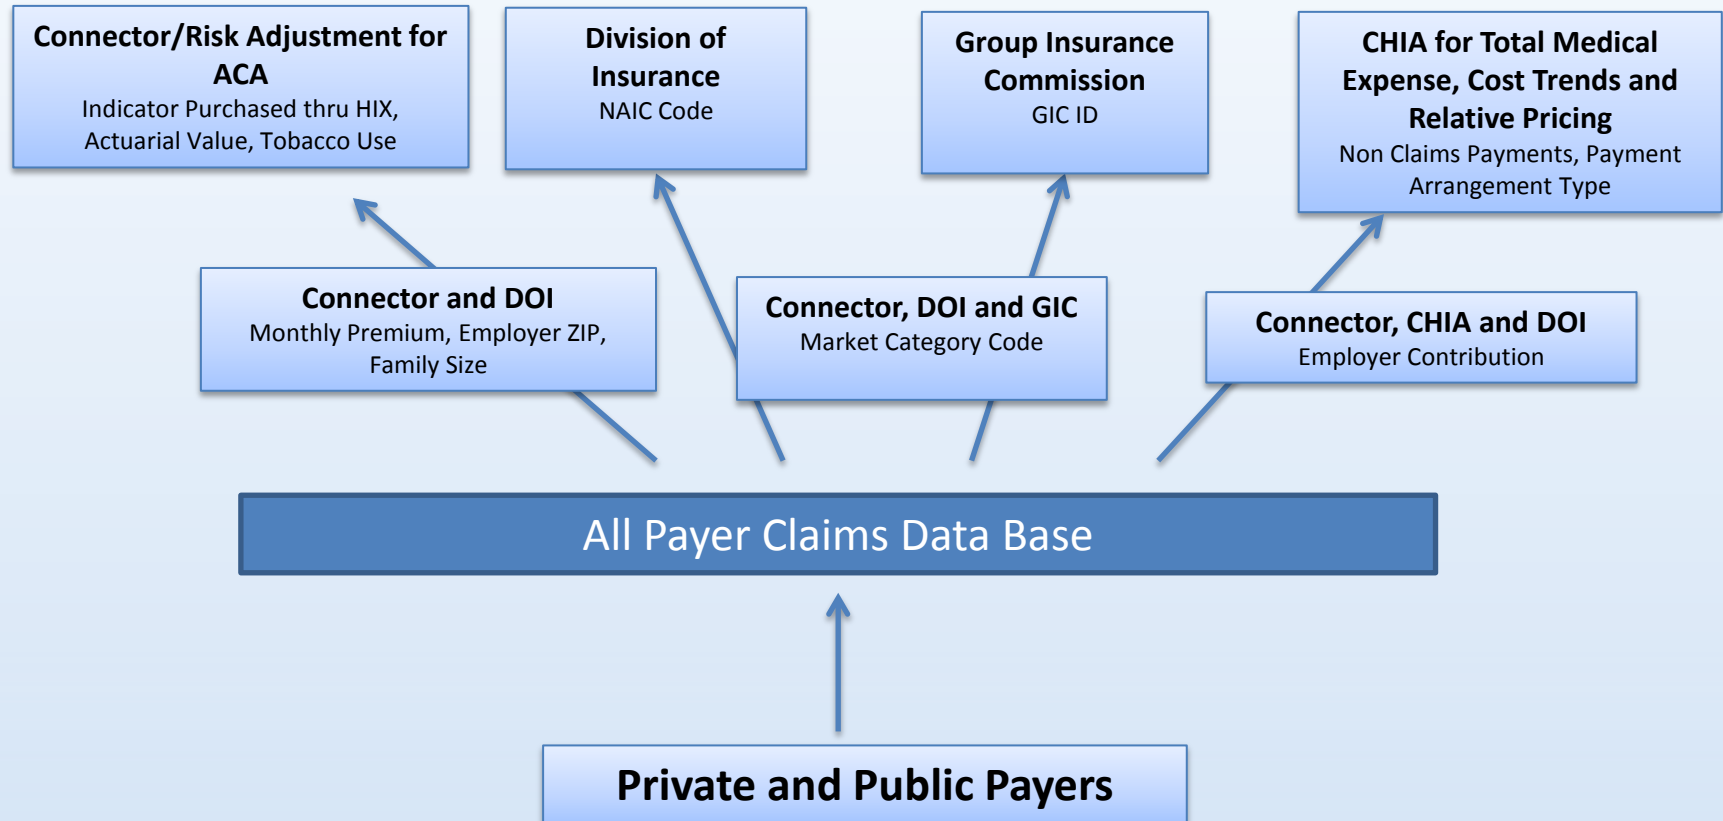 Connector/Risk Adjustment for
ACA
Indicator Purchased thru HIX,
Actuarial Value, Tobacco Use
Division of
Insurance
NAIC Code
Group Insurance
Commission
GIC ID
CHIA for Total Medical
Expense, Cost Trends and
Relative Pricing
Non Claims Payments, Payment
Arrangement Type
Connector and DOI
Monthly Premium, Employer ZIP,
Family Size
Connector, DOI and GIC
Market Category Code
Connector, CHIA and DOI
Employer Contribution
All Payer Claims Data Base
Private and Public Payers